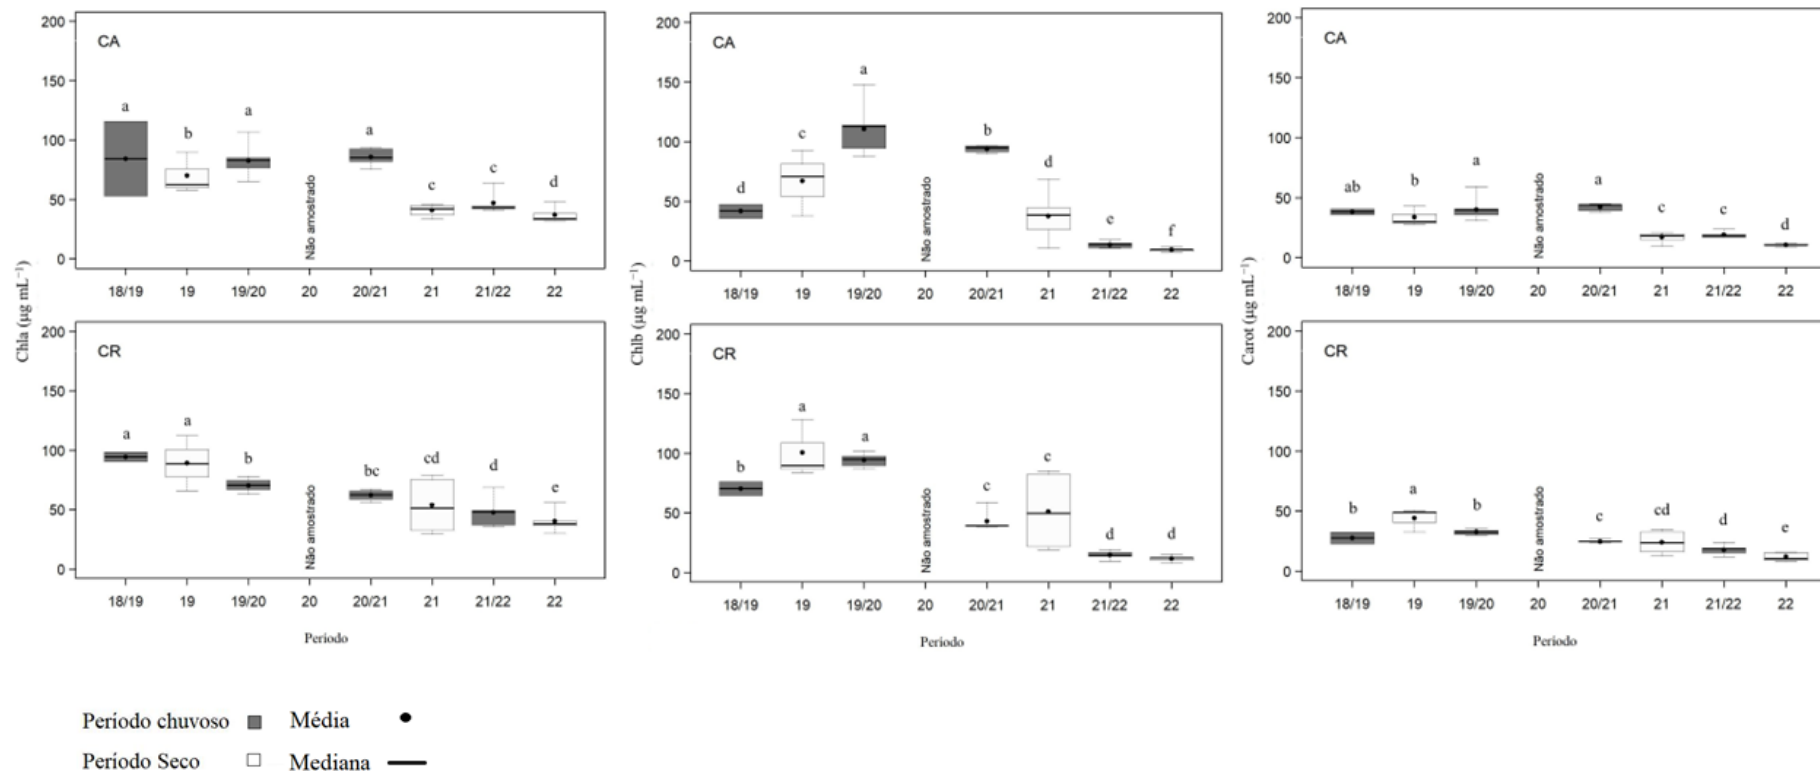 CA
200
150
100
50
0
a
b
a
Não amostrado
a
c
c
d
18/19
19
19/20
20
20/21
21
21/22
22
CA
200
150
100
50
0
d
c
a
Não amostrado
b
d
e
f
18/19
19
19/20
20
20/21
21
21/22
22
CA
200
150
100
50
0
ab
b
a
Não amostrado
a
c
c
d
18/19
19
19/20
20
20/21
21
21/22
22
Chla (µg mL⁻¹)
Chlb (µg mL⁻¹)
Carot (µg mL⁻¹)
CR
200
150
100
50
0
a
a
b
Não amostrado
bc
cd
d
e
18/19
19
19/20
20
20/21
21
21/22
22
Período
CR
200
150
100
50
0
b
a
a
Não amostrado
c
c
d
d
18/19
19
19/20
20
20/21
21
21/22
22
Período
CR
200
150
100
50
0
b
a
b
Não amostrado
c
cd
d
e
18/19
19
19/20
20
20/21
21
21/22
22
Período
Período chuvoso Média
Período Seco Mediana